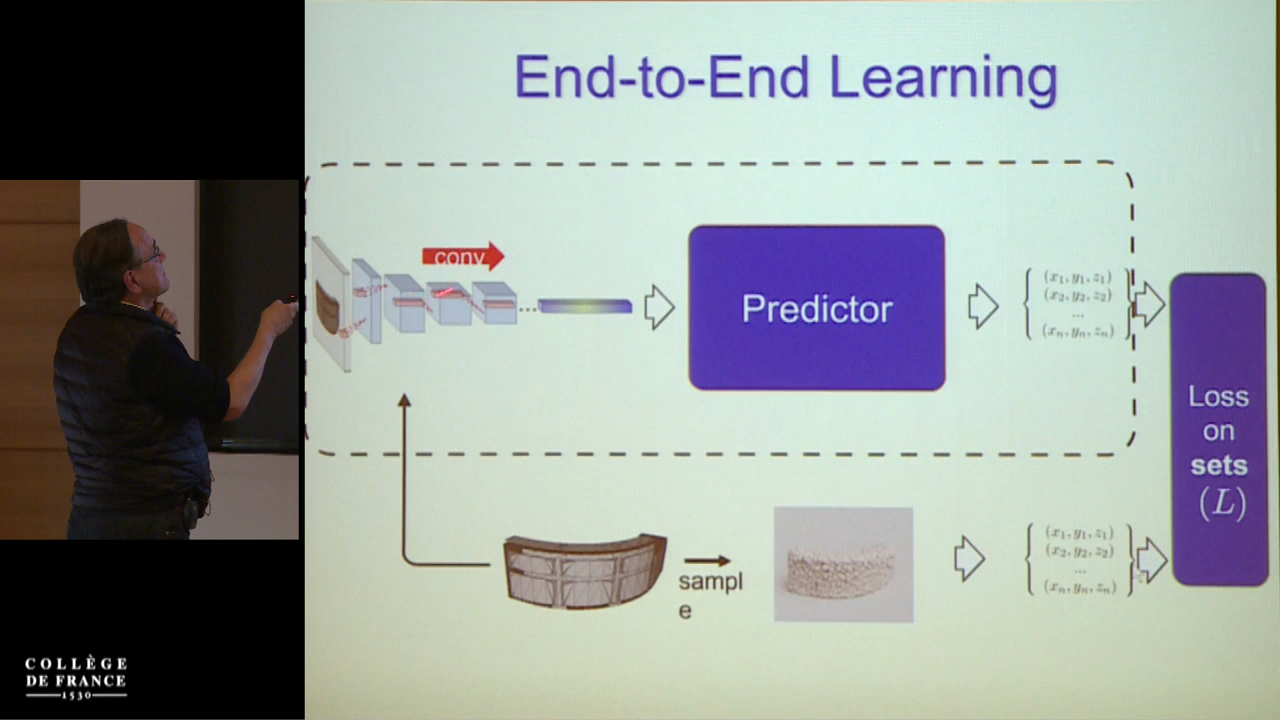 End-to-End Learning
conv
Predictor
(x₁, y₁, z₁)
(x₂, y₂, z₂)
...
(xₙ, yₙ, zₙ)
Loss
on
sets
(L)
sampl
e
(x₁, y₁, z₁)
(x₂, y₂, z₂)
...
(xₙ, yₙ, zₙ)
COLLÈGE
DE FRANCE
1530